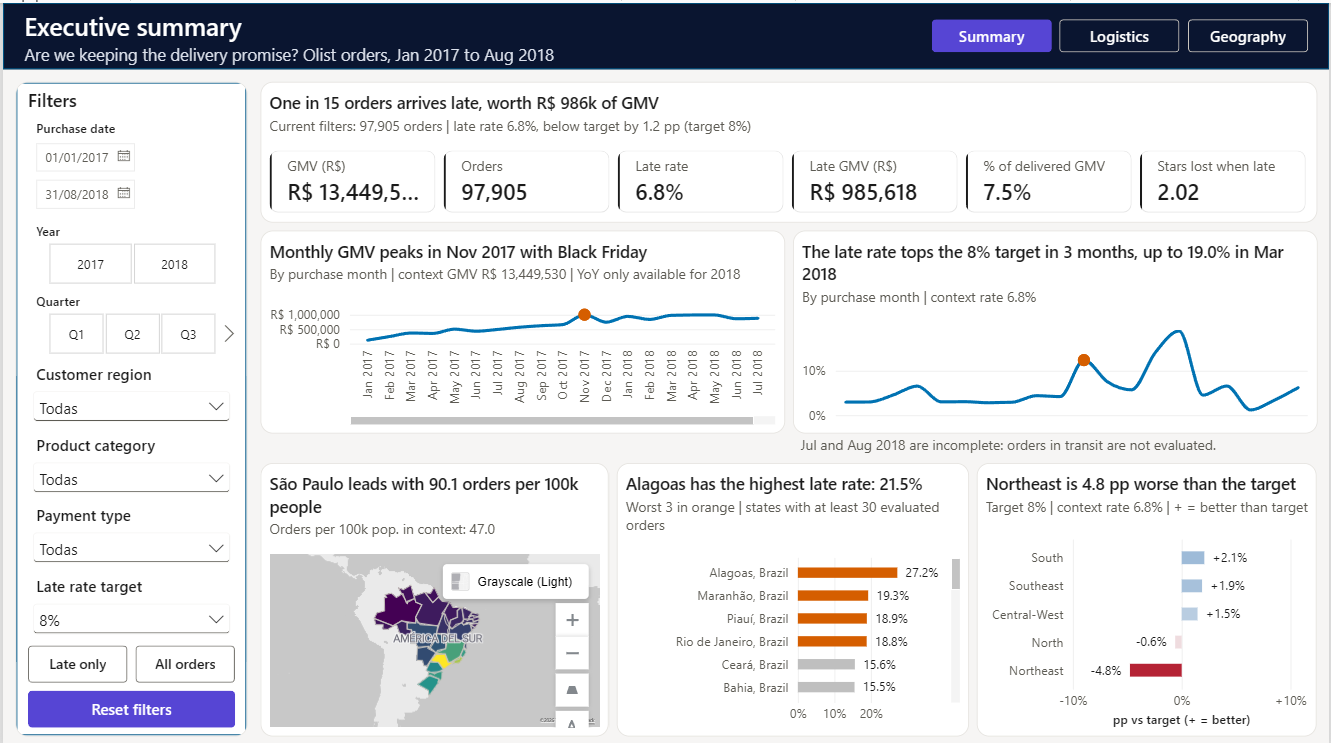 Executive summary
Are we keeping the delivery promise? Olist orders, Jan 2017 to Aug 2018
Summary
Logistics
Geography
Filters
Purchase date
01/01/2017
31/08/2018
Year
2017
2018
Quarter
Q1
Q2
Q3
Customer region
Todas
Product category
Todas
Payment type
Todas
Late rate target
8%
Late only
All orders
Reset filters
One in 15 orders arrives late, worth R$ 986k of GMV
Current filters: 97,905 orders | late rate 6.8%, below target by 1.2 pp (target 8%)
GMV (R$)
R$ 13,449,5...
Orders
97,905
Late rate
6.8%
Late GMV (R$)
R$ 985,618
% of delivered GMV
7.5%
Stars lost when late
2.02
Monthly GMV peaks in Nov 2017 with Black Friday
By purchase month | context GMV R$ 13,449,530 | YoY only available for 2018
R$ 1,000,000
R$ 500,000
R$ 0
Jan 2017
Feb 2017
Mar 2017
Apr 2017
May 2017
Jun 2017
Jul 2017
Aug 2017
Sep 2017
Oct 2017
Nov 2017
Dec 2017
Jan 2018
Feb 2018
Mar 2018
Apr 2018
May 2018
Jun 2018
Jul 2018
The late rate tops the 8% target in 3 months, up to 19.0% in Mar
2018
By purchase month | context rate 6.8%
10%
0%
Jul and Aug 2018 are incomplete: orders in transit are not evaluated.
São Paulo leads with 90.1 orders per 100k
people
Orders per 100k pop. in context: 47.0
Grayscale (Light)
AMÉRICA DEL SUR
Alagoas has the highest late rate: 21.5%
Worst 3 in orange | states with at least 30 evaluated
orders
Alagoas, Brazil
27.2%
Maranhão, Brazil
19.3%
Piauí, Brazil
18.9%
Rio de Janeiro, Brazil
18.8%
Ceará, Brazil
15.6%
Bahia, Brazil
15.5%
0%
10%
20%
Northeast is 4.8 pp worse than the target
Target 8% | context rate 6.8% | + = better than target
South
+2.1%
Southeast
+1.9%
Central-West
+1.5%
North
-0.6%
Northeast
-4.8%
-10%
0%
+10%
pp vs target (+ = better)